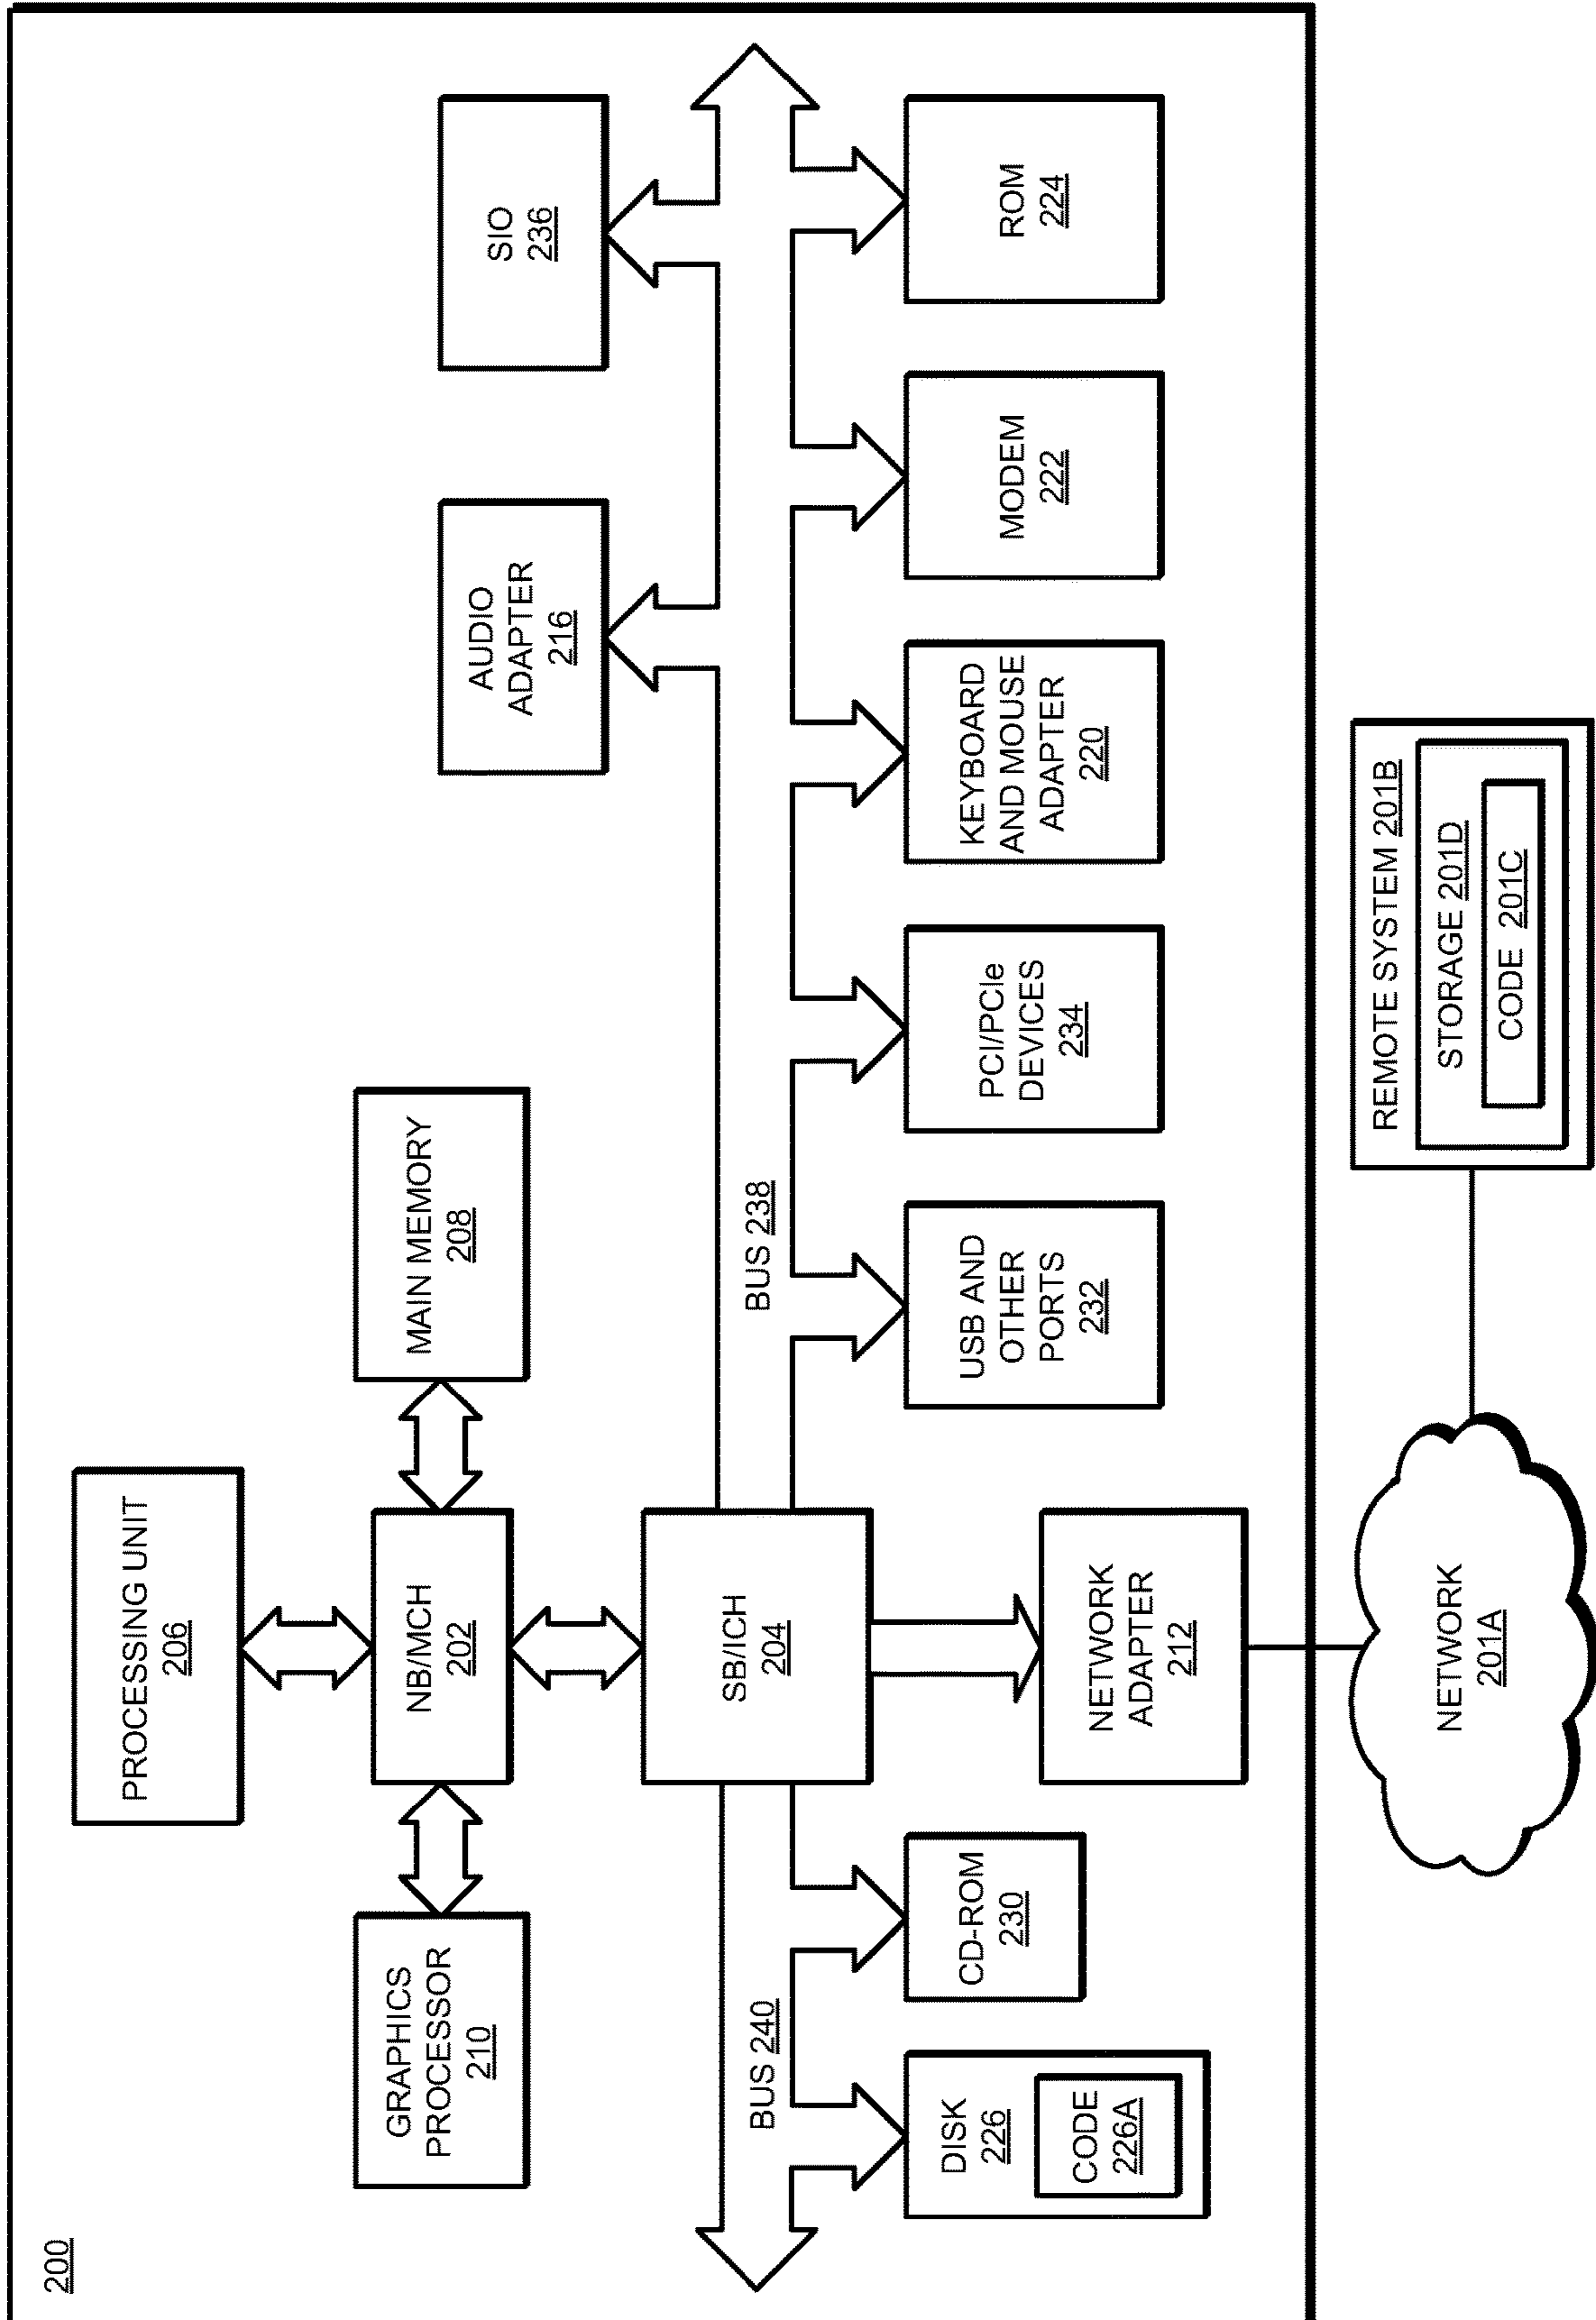 200
PROCESSING UNIT
206
GRAPHICS
PROCESSOR
210
NB/MCH
202
MAIN MEMORY
208
AUDIO
ADAPTER
216
SIO
236
SB/ICH
204
BUS 240
BUS 238
DISK
226
CODE
226A
CD-ROM
230
NETWORK
ADAPTER
212
USB AND
OTHER
PORTS
232
PCI/PCIe
DEVICES
234
KEYBOARD
AND MOUSE
ADAPTER
220
MODEM
222
ROM
224
NETWORK
201A
REMOTE SYSTEM 201B
STORAGE 201D
CODE 201C